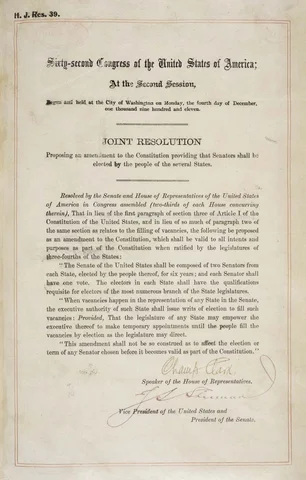 H. J. Res. 39.
Sixty-second Congress of the United States of America;
At the Second Session,
Begun and held at the City of Washington on Monday, the fourth day of December,
one thousand nine hundred and eleven.
JOINT RESOLUTION
Proposing an amendment to the Constitution providing that Senators shall be
elected by the people of the several States.
Resolved by the Senate and House of Representatives of the United States
of America in Congress assembled (two-thirds of each House concurring
therein), That in lieu of the first paragraph of section three of Article I of the
Constitution of the United States, and in lieu of so much of paragraph two of
the same section as relates to the filling of vacancies, the following be proposed
as an amendment to the Constitution, which shall be valid to all intents and
purposes as part of the Constitution when ratified by the legislatures of
three-fourths of the States:
"The Senate of the United States shall be composed of two Senators from
each State, elected by the people thereof, for six years; and each Senator shall
have one vote. The electors in each State shall have the qualifications
requisite for electors of the most numerous branch of the State legislatures.
"When vacancies happen in the representation of any State in the Senate,
the executive authority of such State shall issue writs of election to fill such
vacancies: Provided, That the legislature of any State may empower the
executive thereof to make temporary appointments until the people fill the
vacancies by election as the legislature may direct.
"This amendment shall not be so construed as to affect the election or
term of any Senator chosen before it becomes valid as part of the Constitution."
Champ Clark
Speaker of the House of Representatives.
Vice President of the United States and
President of the Senate.